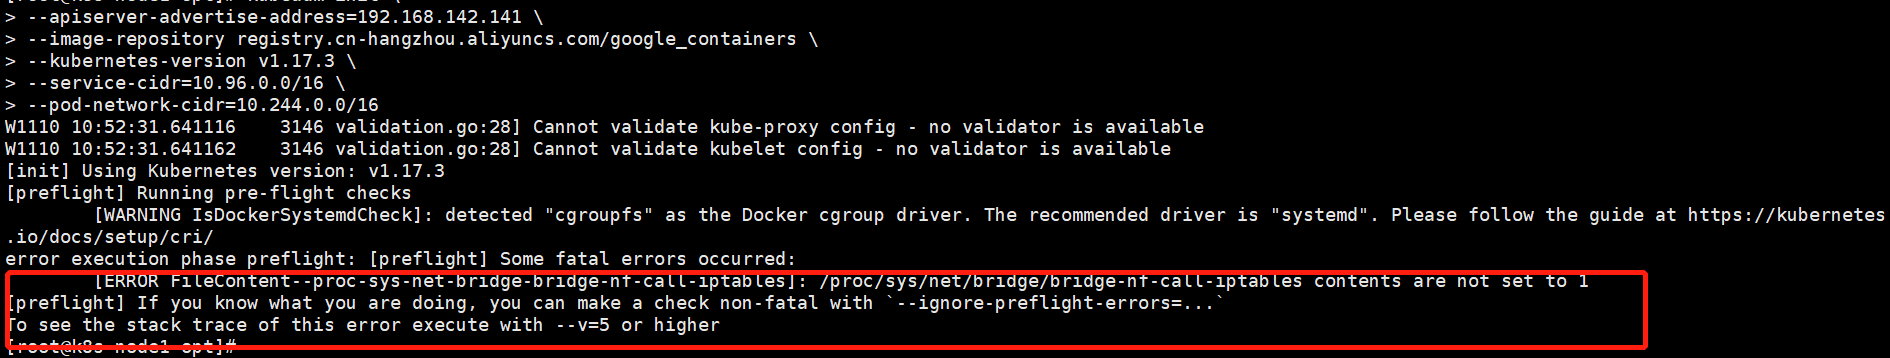 > --apiserver-advertise-address=192.168.142.141 \
> --image-repository registry.cn-hangzhou.aliyuncs.com/google_containers \
> --kubernetes-version v1.17.3 \
> --service-cidr=10.96.0.0/16 \
> --pod-network-cidr=10.244.0.0/16
W1110 10:52:31.641116    3146 validation.go:28] Cannot validate kube-proxy config - no validator is available
W1110 10:52:31.641162    3146 validation.go:28] Cannot validate kubelet config - no validator is available
[init] Using Kubernetes version: v1.17.3
[preflight] Running pre-flight checks
        [WARNING IsDockerSystemdCheck]: detected "cgroupfs" as the Docker cgroup driver. The recommended driver is "systemd". Please follow the guide at https://kubernetes
.io/docs/setup/cri/
error execution phase preflight: [preflight] Some fatal errors occurred:
        [ERROR FileContent--proc-sys-net-bridge-bridge-nf-call-iptables]: /proc/sys/net/bridge/bridge-nf-call-iptables contents are not set to 1
[preflight] If you know what you are doing, you can make a check non-fatal with `--ignore-preflight-errors=...`
To see the stack trace of this error execute with --v=5 or higher
[root@k8s-node1 opt]#